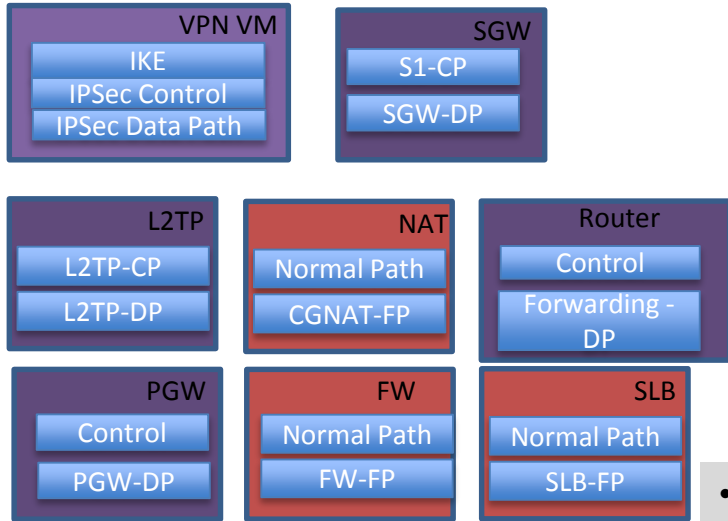 VPN VM
IKE
IPSec Control
IPSec Data Path
SGW
S1-CP
SGW-DP
L2TP
L2TP-CP
L2TP-DP
NAT
Normal Path
CGNAT-FP
Router
Control
Forwarding -
DP
PGW
Control
PGW-DP
FW
Normal Path
FW-FP
SLB
Normal Path
SLB-FP
•